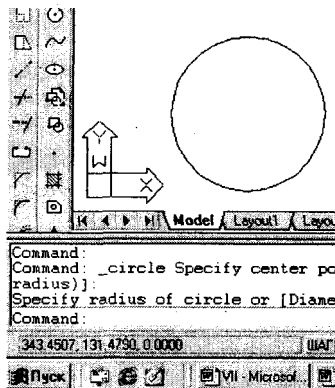 Y
W
X
Model Layout1 Layou
Command:
Command: _circle Specify center po
radius)]:
Specify radius of circle or [Diame
Command:
343.4507, 131.4790, 0.0000 ШАГ
Пуск VII - Microsof...